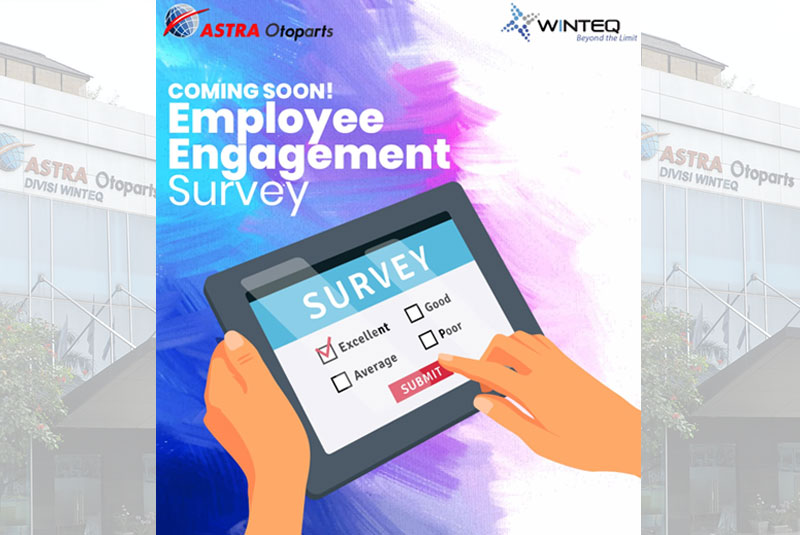 ASTRA Otoparts
WINTEQ
Beyond the Limit
COMING SOON!
Employee
Engagement
Survey
ASTRA Otoparts
DIVISI WINTEQ
ASTRA Otoparts
DIVISI WINTEQ
SURVEY
Excellent
Good
Average
Poor
SUBMIT